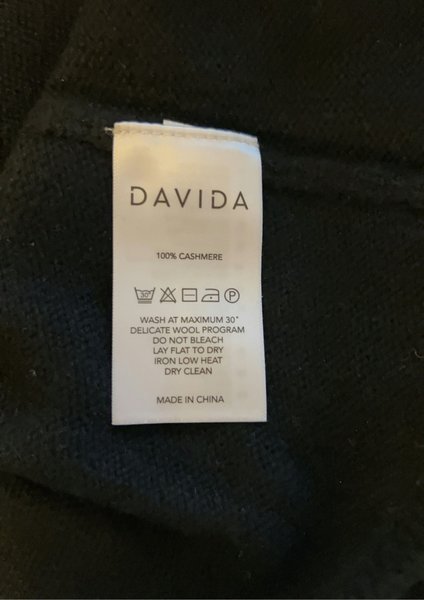 DAVIDA
100% CASHMERE
30°
P
WASH AT MAXIMUM 30°
DELICATE WOOL PROGRAM
DO NOT BLEACH
LAY FLAT TO DRY
IRON LOW HEAT
DRY CLEAN
MADE IN CHINA